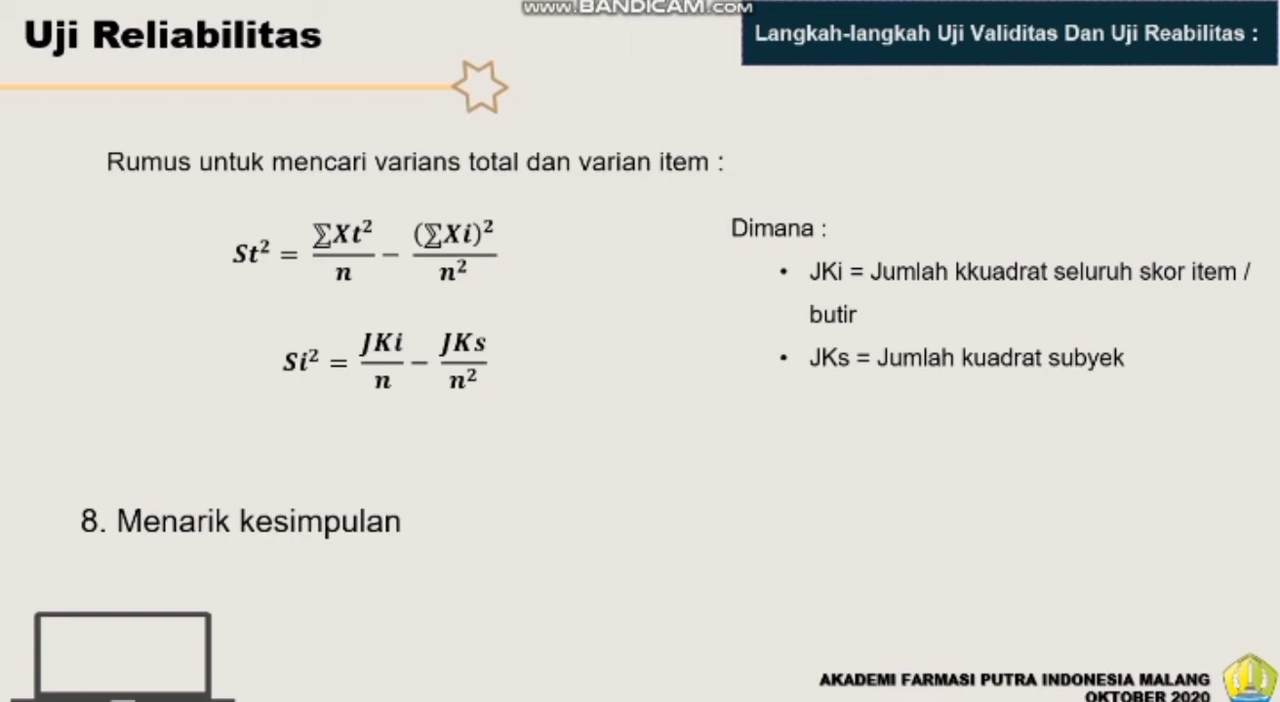 www.BANDICAM.COM
Uji Reliabilitas
Langkah-langkah Uji Validitas Dan Uji Reabilitas :
Rumus untuk mencari varians total dan varian item :
St² = ∑Xt²/n − (∑Xi)²/n²
Si² = JKi/n − JKs/n²
Dimana :
• JKi = Jumlah kkuadrat seluruh skor item /
butir
• JKs = Jumlah kuadrat subyek
8. Menarik kesimpulan
AKADEMI FARMASI PUTRA INDONESIA MALANG
OKTOBER 2020